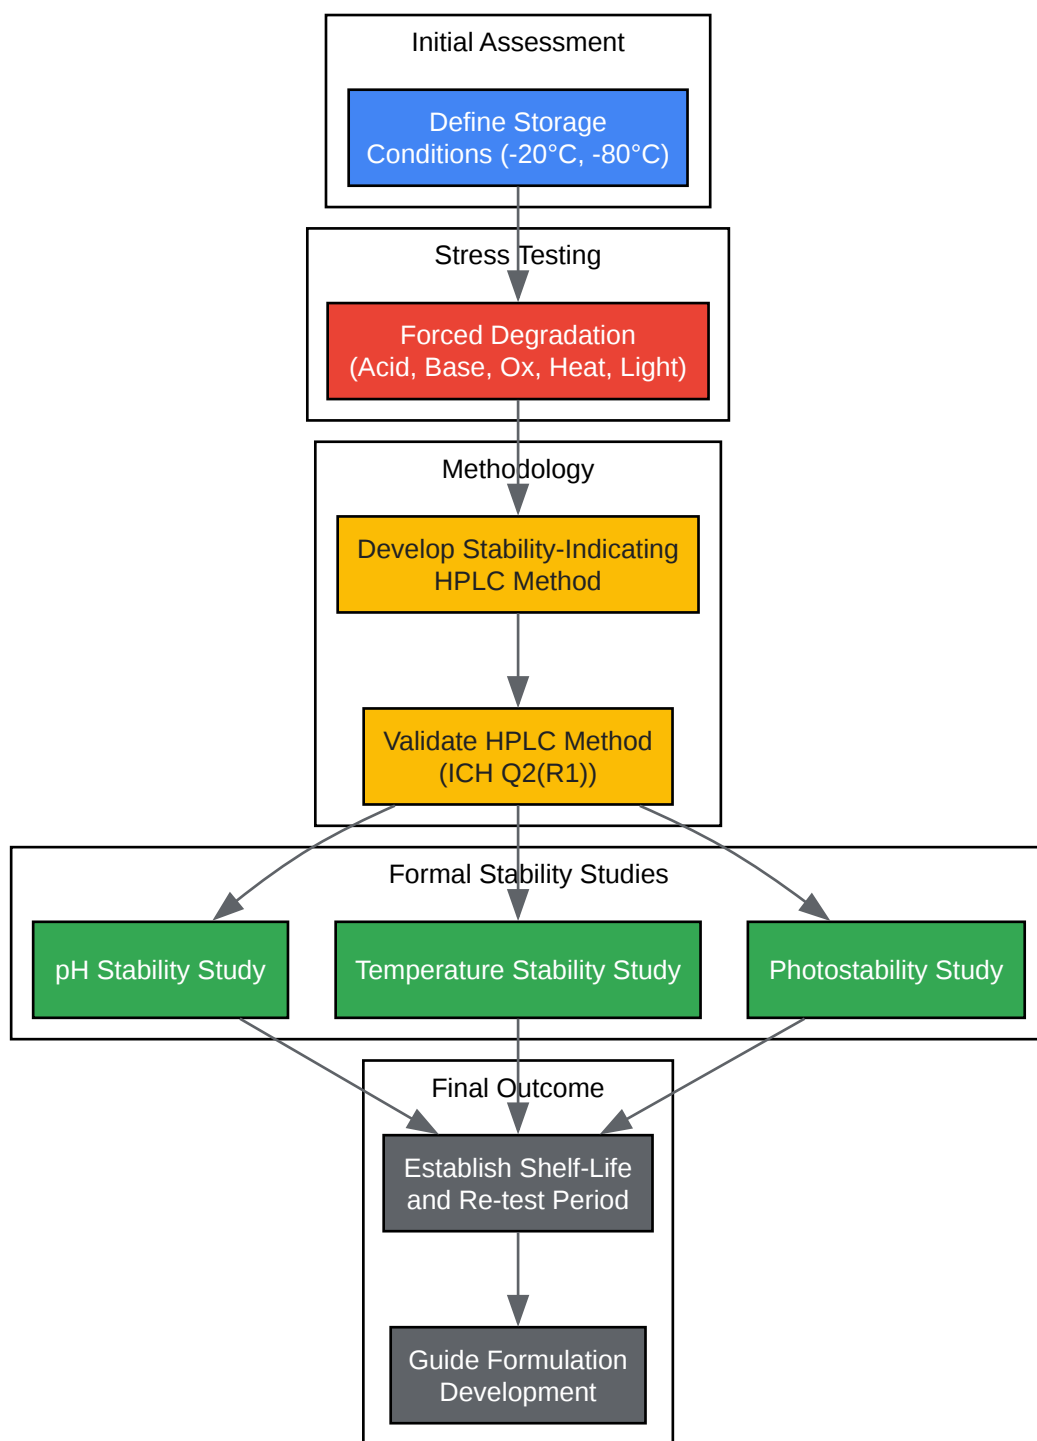 Initial Assessment
Define Storage
Conditions (-20°C, -80°C)
Stress Testing
Forced Degradation
(Acid, Base, Ox, Heat, Light)
Methodology
Develop Stability-Indicating
HPLC Method
Validate HPLC Method
(ICH Q2(R1))
Formal Stability Studies
pH Stability Study
Temperature Stability Study
Photostability Study
Final Outcome
Establish Shelf-Life
and Re-test Period
Guide Formulation
Development